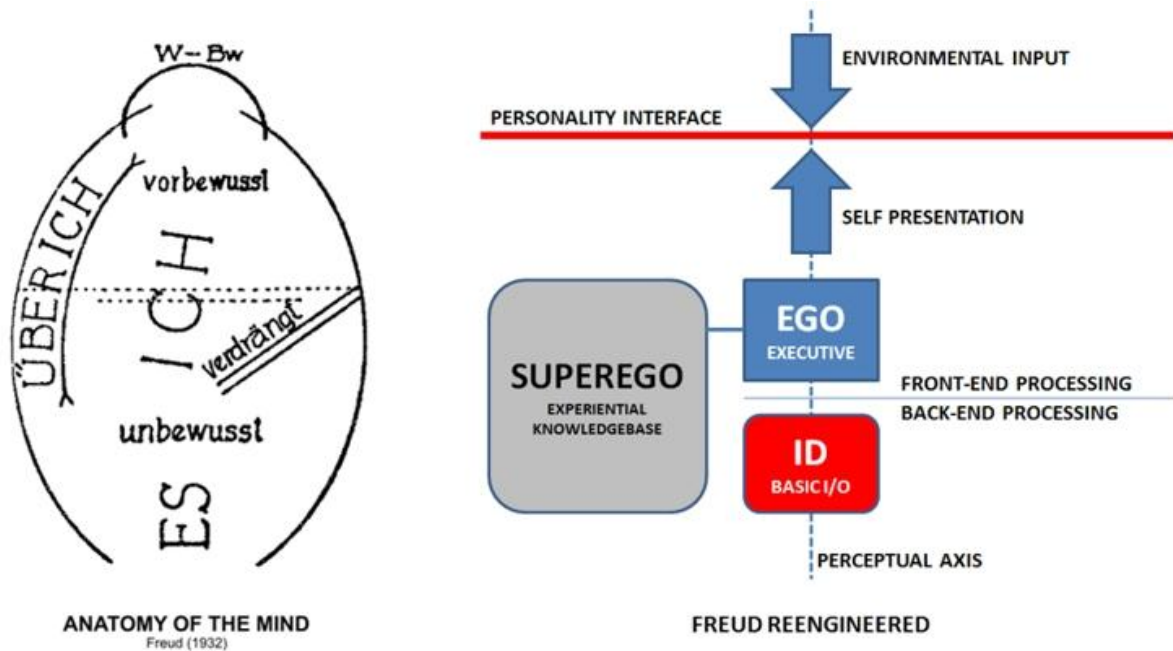 W-Bw
vorbewusst
ÜBERICH
ICH
verdrängt
unbewusst
ES
ANATOMY OF THE MIND
Freud (1932)
ENVIRONMENTAL INPUT
PERSONALITY INTERFACE
SELF PRESENTATION
SUPEREGO
EXPERIENTIAL
KNOWLEDGEBASE
EGO
EXECUTIVE
FRONT-END PROCESSING
BACK-END PROCESSING
ID
BASIC I/O
PERCEPTUAL AXIS
FREUD REENGINEERED